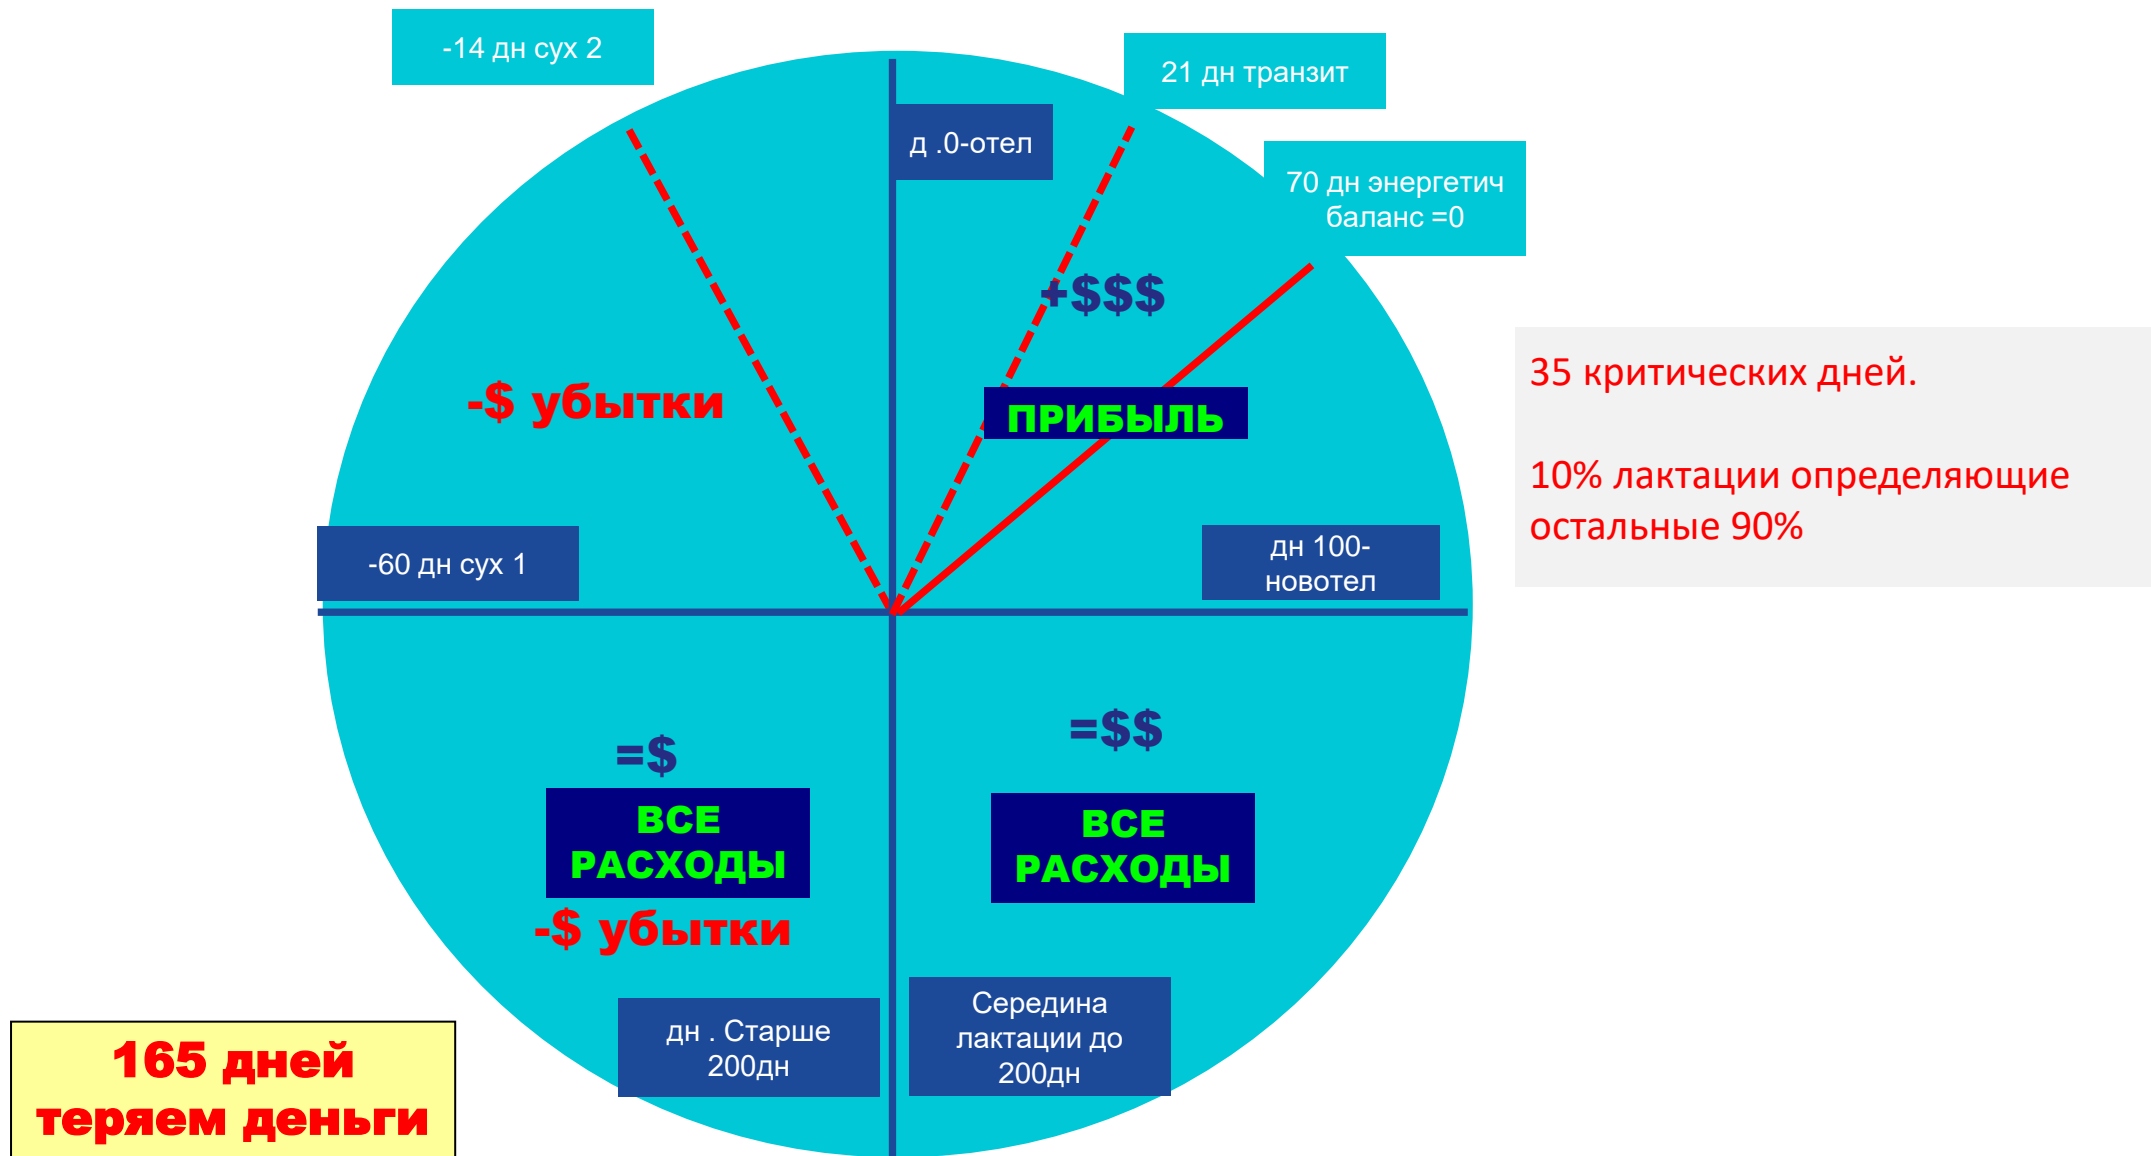 -14 дн сух 2
21 дн транзит
д .0-отел
70 дн энергетич
баланс =0
+$$$
-$ убытки
ПРИБЫЛЬ
35 критических дней.
10% лактации определяющие
остальные 90%
-60 дн сух 1
дн 100-
новотел
=$
=$$
ВСЕ
РАСХОДЫ
ВСЕ
РАСХОДЫ
-$ убытки
дн . Старше
200дн
Середина
лактации до
200дн
165 дней
теряем деньги